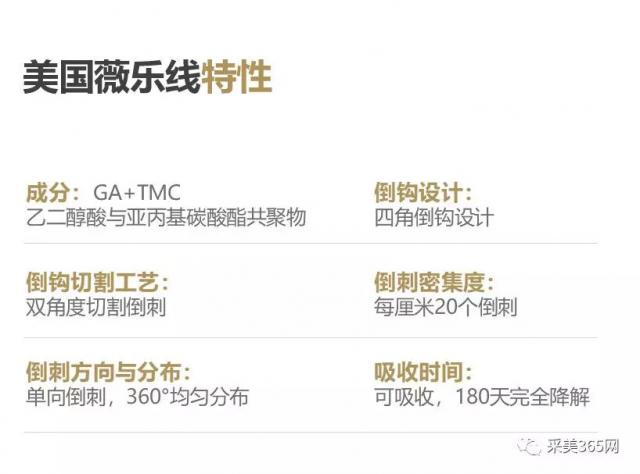 美国薇乐线特性
成分：GA+TMC
乙二醇酸与亚丙基碳酸酯共聚物
倒钩设计：
四角倒钩设计
倒钩切割工艺：
双角度切割倒刺
倒刺密集度：
每厘米20个倒刺
倒刺方向与分布：
单向倒刺，360°均匀分布
吸收时间：
可吸收，180天完全降解
采美365网